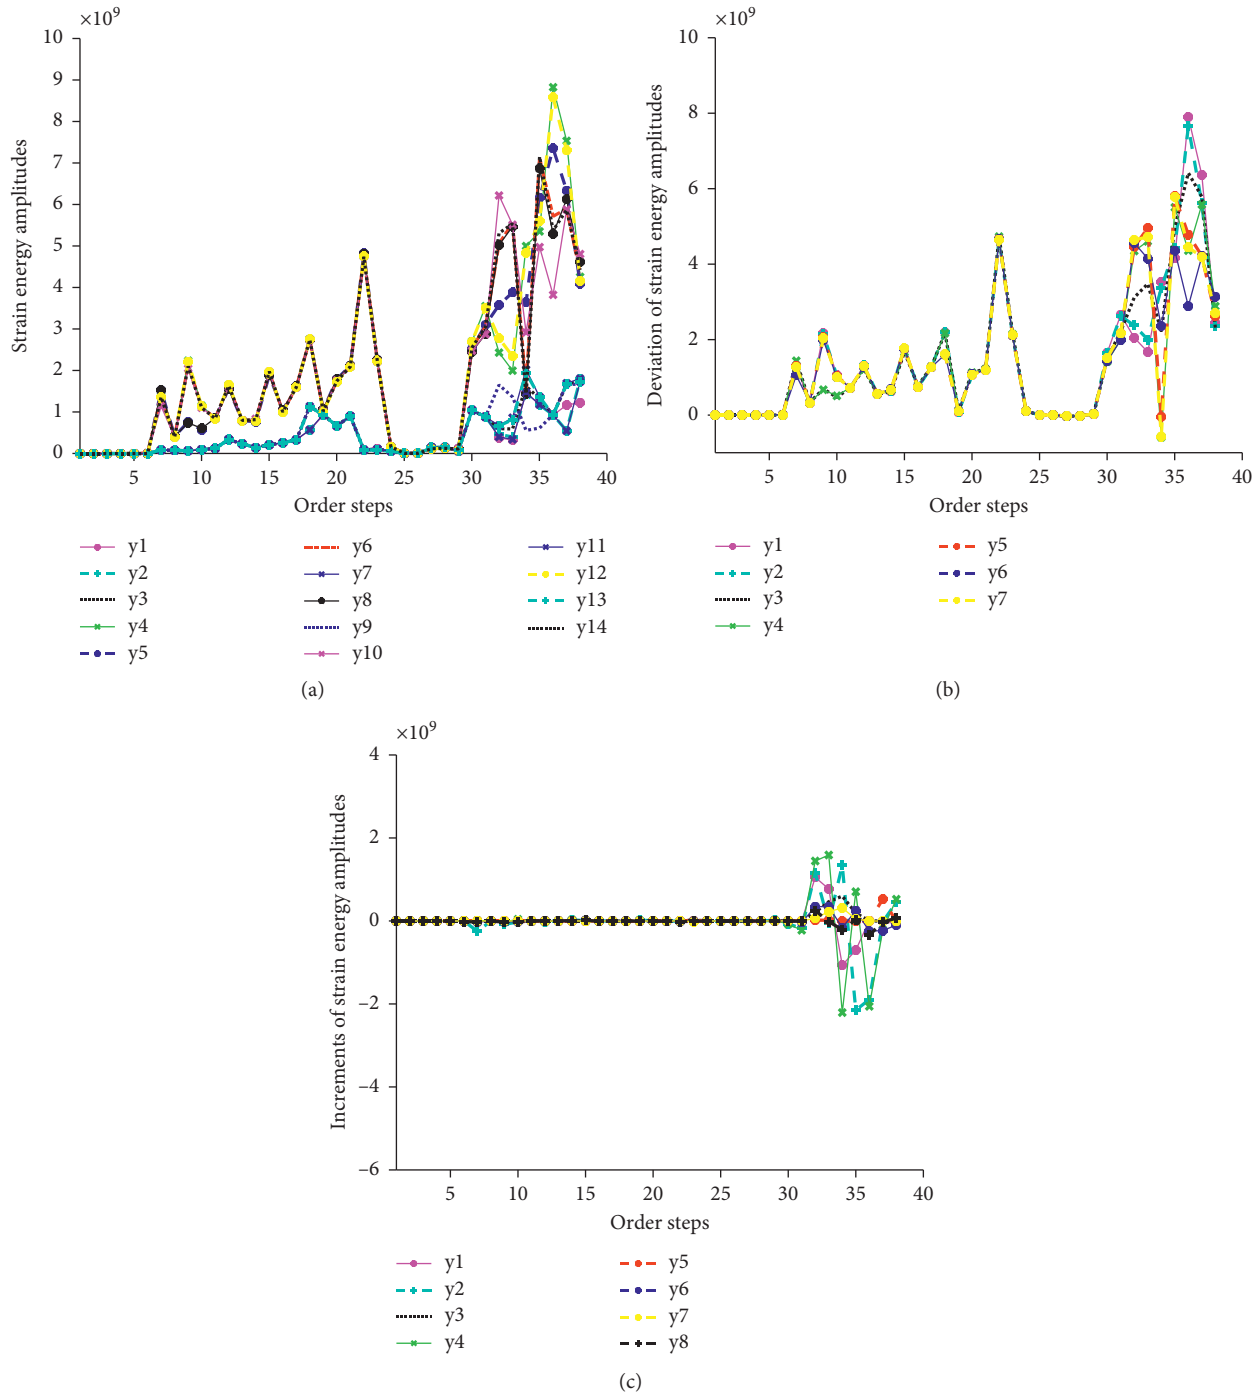 ×10⁹
10
9
8
7
6
5
4
3
2
1
0
Strain energy amplitudes
5 10 15 20 25 30 35 40
Order steps
y1 y6 y11
y2 y7 y12
y3 y8 y13
y4 y9 y14
y5 y10
(a)
×10⁹
10
8
6
4
2
0
Deviation of strain energy amplitudes
5 10 15 20 25 30 35 40
Order steps
y1 y5
y2 y6
y3 y7
y4
(b)
×10⁹
4
2
0
−2
−4
−6
Increments of strain energy amplitudes
5 10 15 20 25 30 35 40
Order steps
y1 y5
y2 y6
y3 y7
y4 y8
(c)